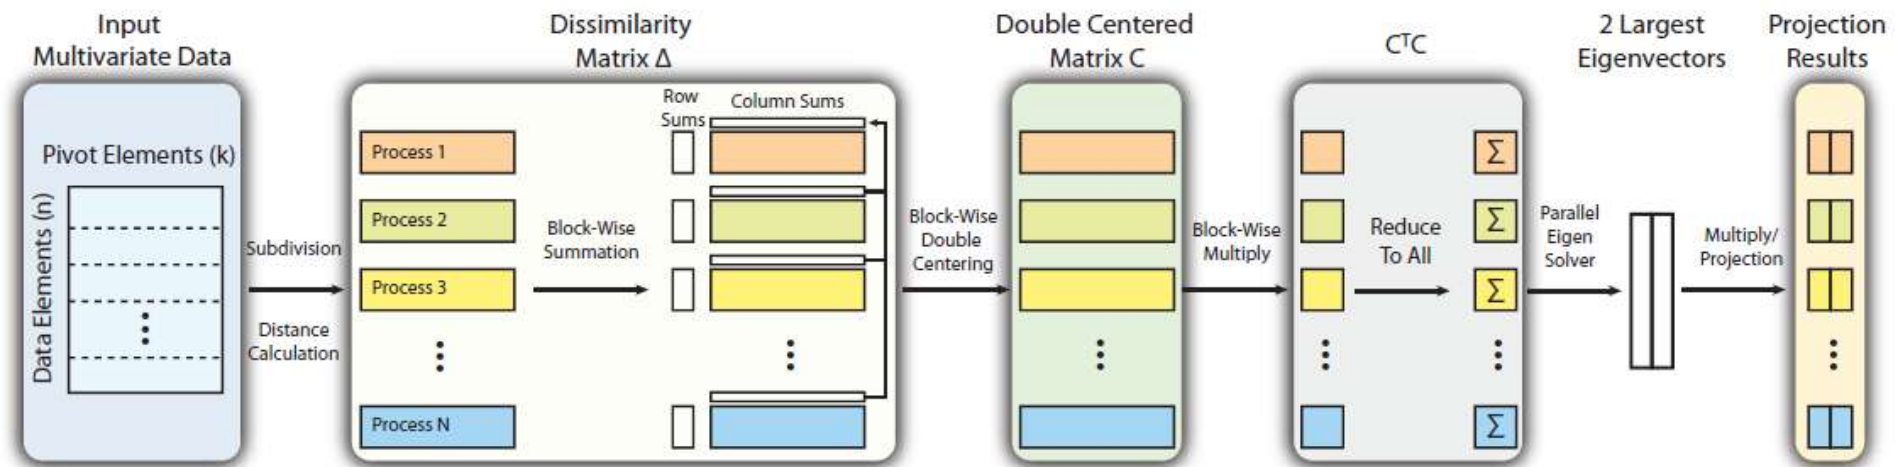 Input
Multivariate Data
Pivot Elements (k)
Data Elements (n)
Subdivision
Distance
Calculation
Dissimilarity
Matrix Δ
Process 1
Process 2
Process 3
Process N
Block-Wise
Summation
Row
Sums
Column Sums
Block-Wise
Double
Centering
Double Centered
Matrix C
Block-Wise
Multiply
CᵀC
Reduce
To All
Σ
Σ
Σ
Σ
Parallel
Eigen
Solver
2 Largest
Eigenvectors
Multiply/
Projection
Projection
Results